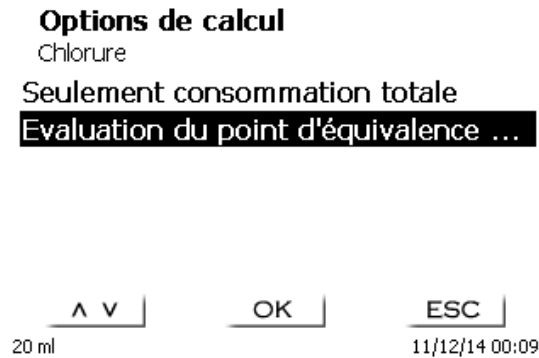 Options de calcul
Chlorure
Seulement consommation totale
Evaluation du point d'équivalence ...
∧ ∨ OK ESC
20 ml 11/12/14 00:09